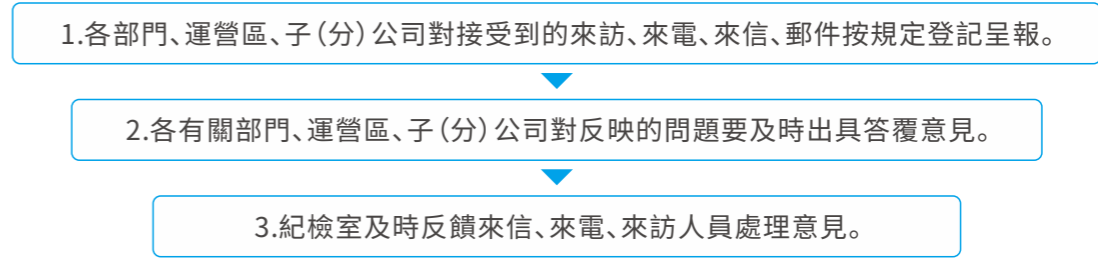 1.各部門、運營區、子(分)公司對接受到的來訪、來電、來信、郵件按規定登記呈報。
2.各有關部門、運營區、子(分)公司對反映的問題要及時出具答覆意見。
3.紀檢室及時反饋來信、來電、來訪人員處理意見。